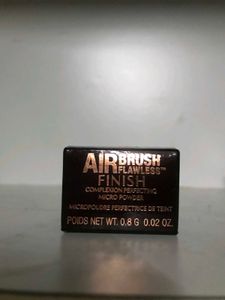 AIRBRUSH
FLAWLESS™
FINISH
COMPLEXION PERFECTING
MICRO POWDER
MICROPOUDRE PERFECTRICE DE TEINT
POIDS NET WT. 0.8 G 0.02 OZ.